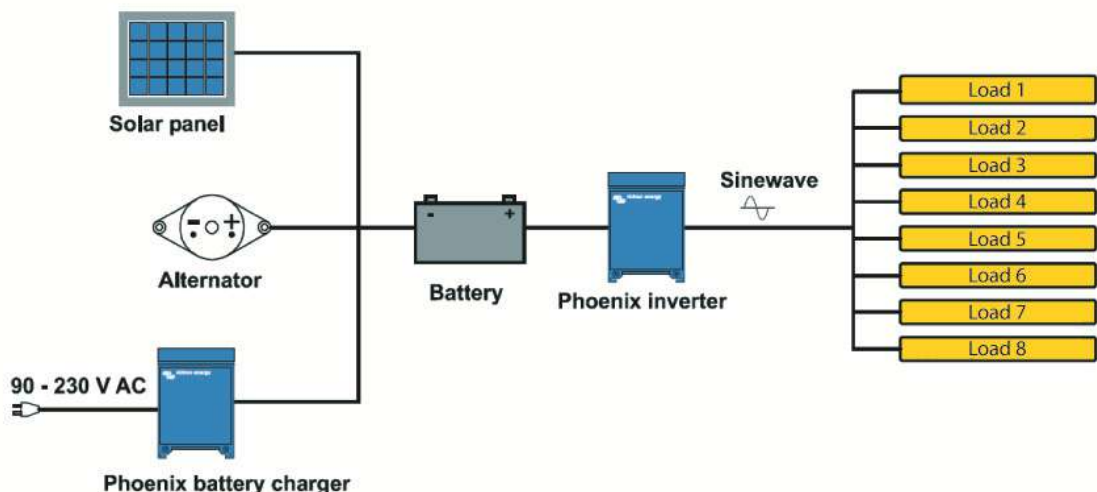 Solar panel
Alternator
90 - 230 V AC
Phoenix battery charger
-
+
-
+
Battery
Phoenix inverter
Sinewave
Load 1
Load 2
Load 3
Load 4
Load 5
Load 6
Load 7
Load 8